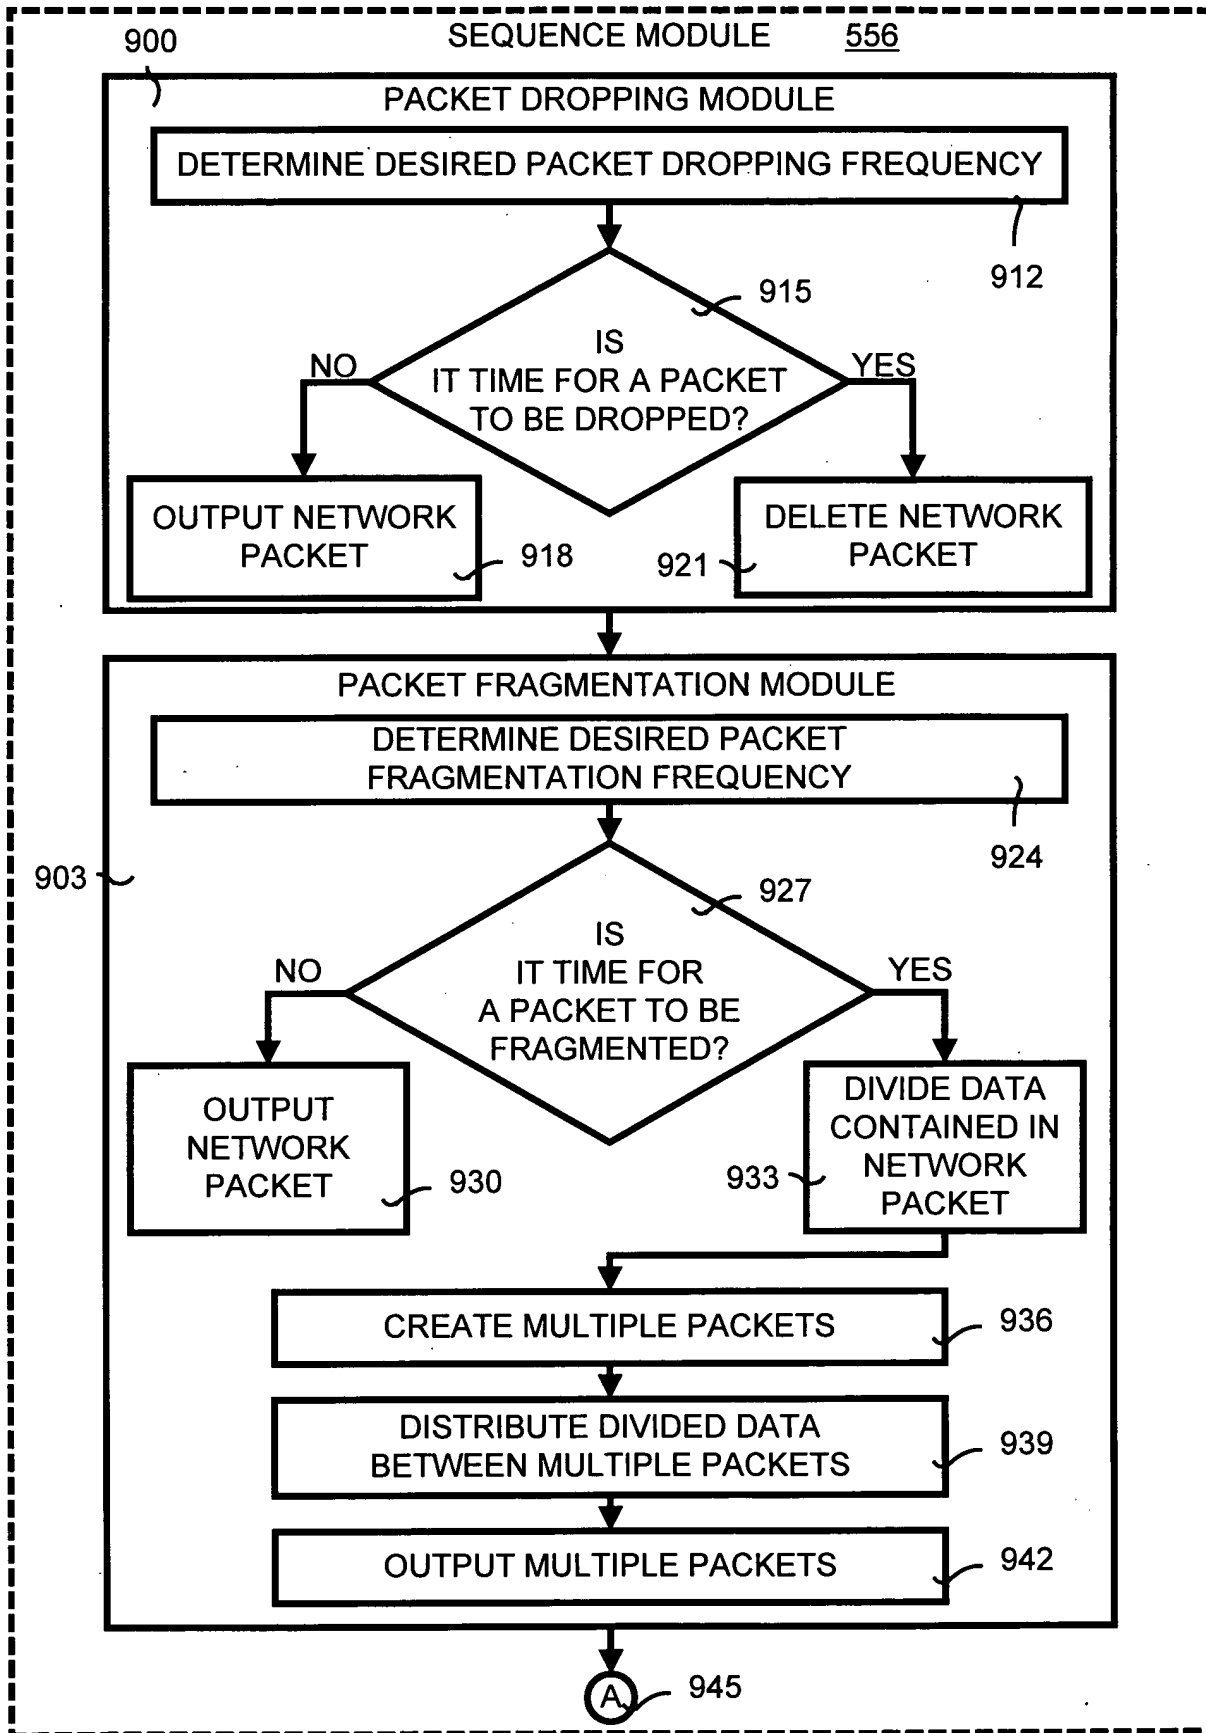 SEQUENCE MODULE 556
900
PACKET DROPPING MODULE
DETERMINE DESIRED PACKET DROPPING FREQUENCY
912
915
IS
IT TIME FOR A PACKET
TO BE DROPPED?
NO
YES
OUTPUT NETWORK
PACKET
918
DELETE NETWORK
PACKET
921
PACKET FRAGMENTATION MODULE
DETERMINE DESIRED PACKET
FRAGMENTATION FREQUENCY
924
903
927
IS
IT TIME FOR
A PACKET TO BE
FRAGMENTED?
NO
YES
OUTPUT
NETWORK
PACKET
930
DIVIDE DATA
CONTAINED IN
NETWORK
PACKET
933
CREATE MULTIPLE PACKETS
936
DISTRIBUTE DIVIDED DATA
BETWEEN MULTIPLE PACKETS
939
OUTPUT MULTIPLE PACKETS
942
A
945